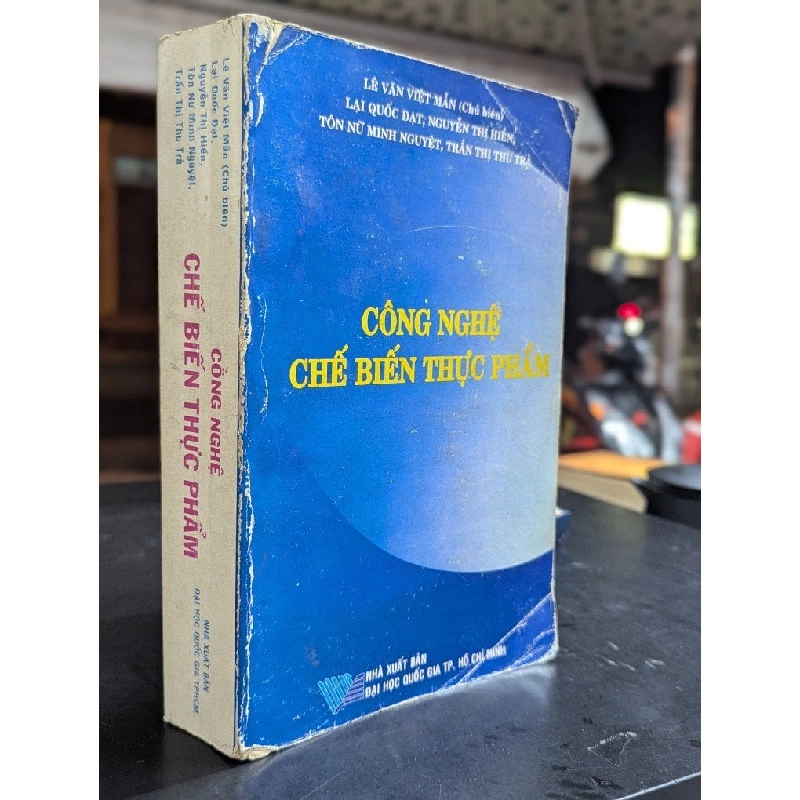 LÊ VĂN VIỆT MẪN (Chủ biên)
LẠI QUỐC ĐẠT, NGUYỄN THỊ HIỀN,
TÔN NỮ MINH NGUYỆT, TRẦN THỊ THU TRÀ
CÔNG NGHỆ
CHẾ BIẾN THỰC PHẨM
NHÀ XUẤT BẢN
ĐẠI HỌC QUỐC GIA TP. HỒ CHÍ MINH
Lê Văn Việt Mẫn (Chủ biên)
Lại Quốc Đạt,
Nguyễn Thị Hiền,
Tôn Nữ Minh Nguyệt,
Trần Thị Thu Trà
CÔNG NGHỆ
CHẾ BIẾN THỰC PHẨM
NHÀ XUẤT BẢN
ĐẠI HỌC QUỐC GIA TPHCM